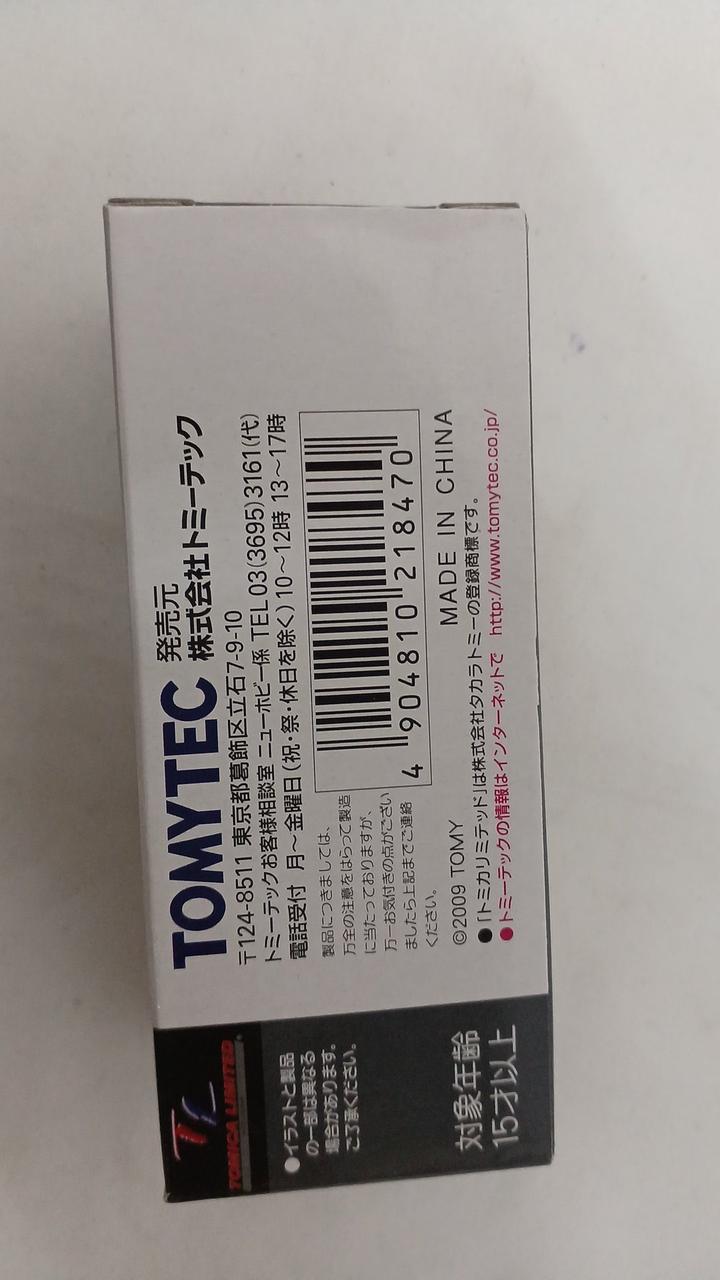 TL
TOMICA LIMITED
●イラストと製品
の一部は異なる
場合があります。
ご了承ください。
対象年齢
15才以上
TOMYTEC
発売元
株式会社トミーテック
〒124-8511 東京都葛飾区立石7-9-10
トミーテックお客様相談室 ニューホビー係 TEL 03(3695)3161(代)
電話受付 月～金曜日(祝・祭・休日を除く)10～12時 13～17時
製品につきましては、
万全の注意をはらって製造
に当たっておりますが、
万一お気付きの点がござい
ましたら上記までご連絡
ください。
4 904810 218470
©2009 TOMY
MADE IN CHINA
●「トミカリミテッド」は株式会社タカラトミーの登録商標です。
●トミーテックの情報はインターネットで http://www.tomytec.co.jp/